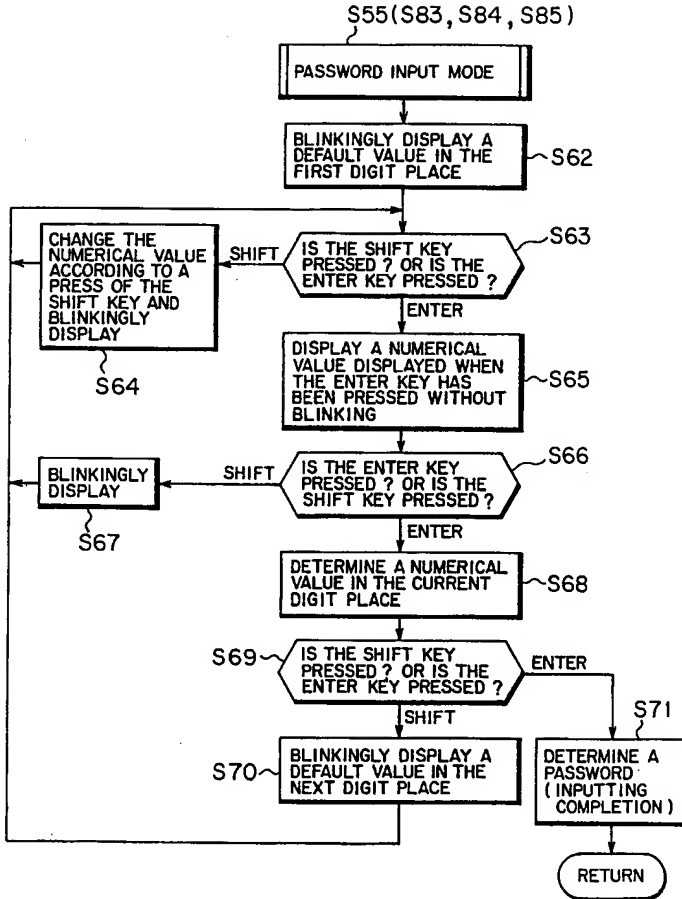 S55(S83,S84,S85)
PASSWORD INPUT MODE
BLINKINGLY DISPLAY A
DEFAULT VALUE IN THE
FIRST DIGIT PLACE
S62
CHANGE THE
NUMERICAL VALUE
ACCORDING TO A
PRESS OF THE
SHIFT KEY AND
BLINKINGLY
DISPLAY
S64
SHIFT
IS THE SHIFT KEY
PRESSED ? OR IS THE
ENTER KEY PRESSED ?
S63
ENTER
DISPLAY A NUMERICAL
VALUE DISPLAYED WHEN
THE ENTER KEY HAS
BEEN PRESSED WITHOUT
BLINKING
S65
BLINKINGLY
DISPLAY
S67
SHIFT
IS THE ENTER KEY
PRESSED ? OR IS THE
SHIFT KEY PRESSED ?
S66
ENTER
DETERMINE A NUMERICAL
VALUE IN THE CURRENT
DIGIT PLACE
S68
S69
IS THE SHIFT KEY
PRESSED ? OR IS THE
ENTER KEY PRESSED ?
ENTER
SHIFT
S70
BLINKINGLY DISPLAY A
DEFAULT VALUE IN THE
NEXT DIGIT PLACE
S71
DETERMINE A
PASSWORD
(INPUTTING
COMPLETION)
RETURN